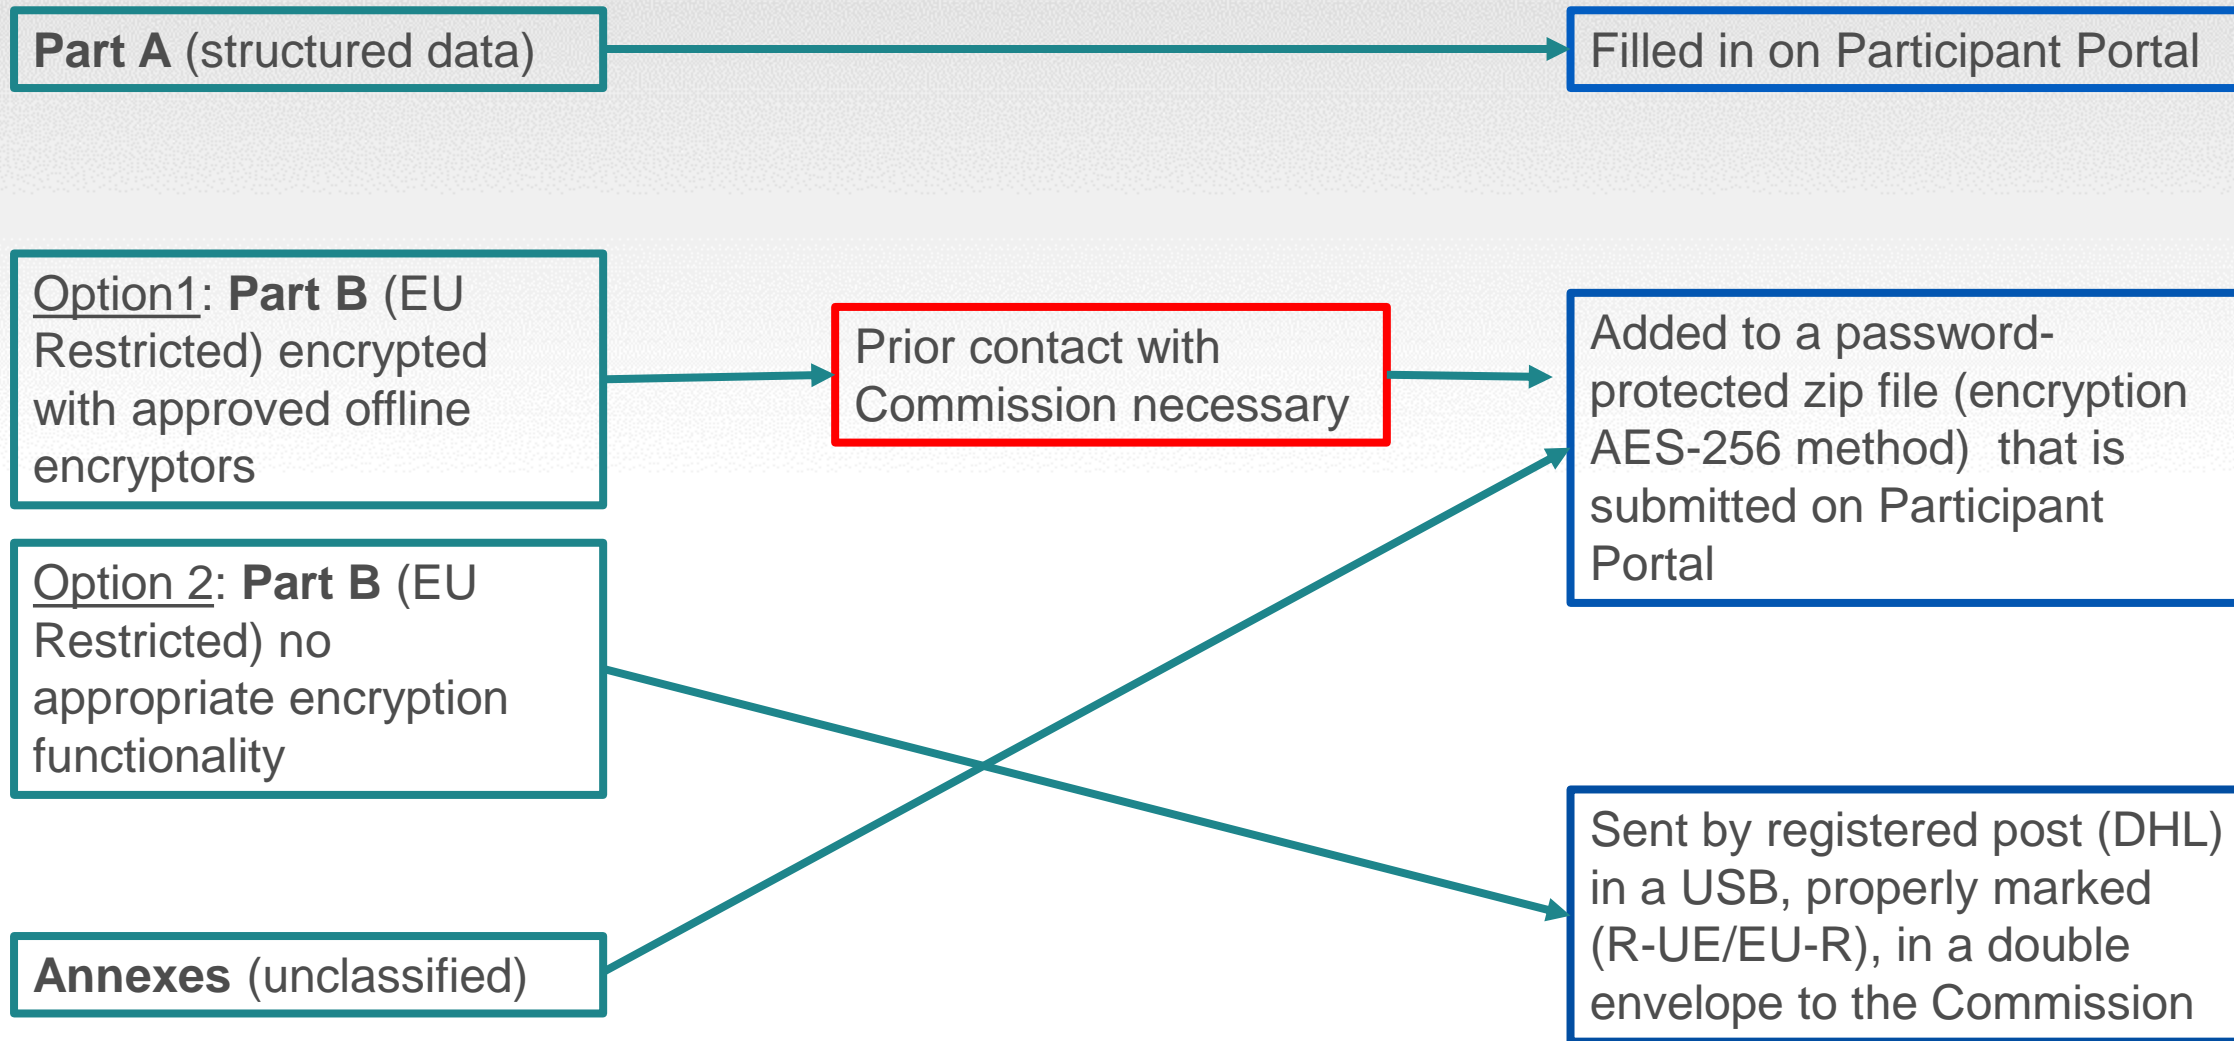 Part A (structured data)
Filled in on Participant Portal
Option1: Part B (EU
Restricted) encrypted
with approved offline
encryptors
Prior contact with
Commission necessary
Added to a password-
protected zip file (encryption
AES-256 method)  that is
submitted on Participant
Portal
Option 2: Part B (EU
Restricted) no
appropriate encryption
functionality
Annexes (unclassified)
Sent by registered post (DHL)
in a USB, properly marked
(R-UE/EU-R), in a double
envelope to the Commission